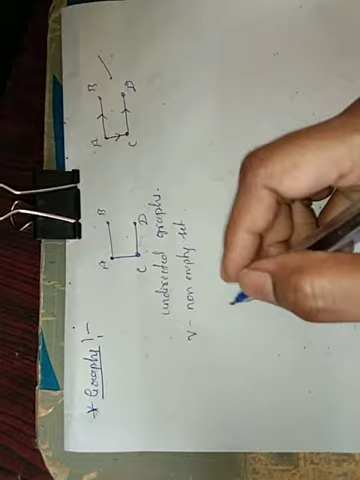 * Graphs :-
A B C D
A B C D
undirected graphs.
V - non empty set